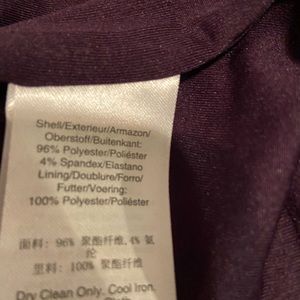 Shell/Exterieur/Armazon/
Oberstoff/Buitenkant:
96% Polyester/Poliéster
4% Spandex/Elastano
Lining/Doublure/Forro/
Futter/Voering:
100% Polyester/Poliéster
面料: 96% 聚酯纤维,4% 氨
纶
里料: 100% 聚酯纤维
Dry Clean Only. Cool Iron.